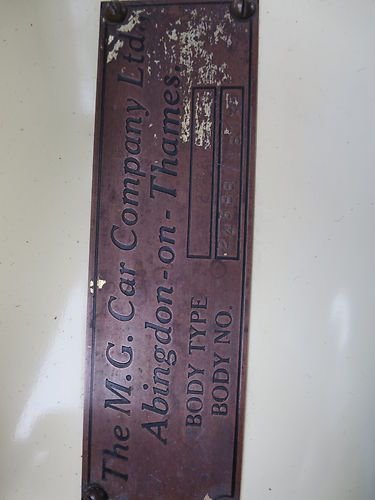 The M.G. Car Company Ltd.,
Abingdon-on-Thames.
BODY TYPE
BODY NO.